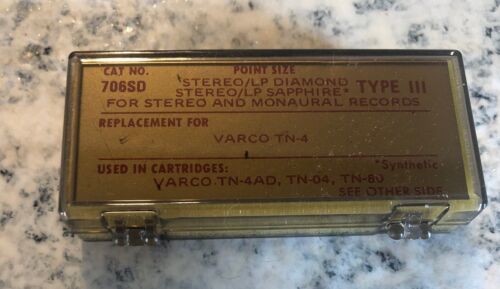 CAT NO. POINT SIZE
706SD STEREO/LP DIAMOND TYPE III
STEREO/LP SAPPHIRE*
FOR STEREO AND MONAURAL RECORDS
REPLACEMENT FOR
VARCO TN-4
USED IN CARTRIDGES: *Synthetic
VARCO TN-4AD, TN-04, TN-80
SEE OTHER SIDE